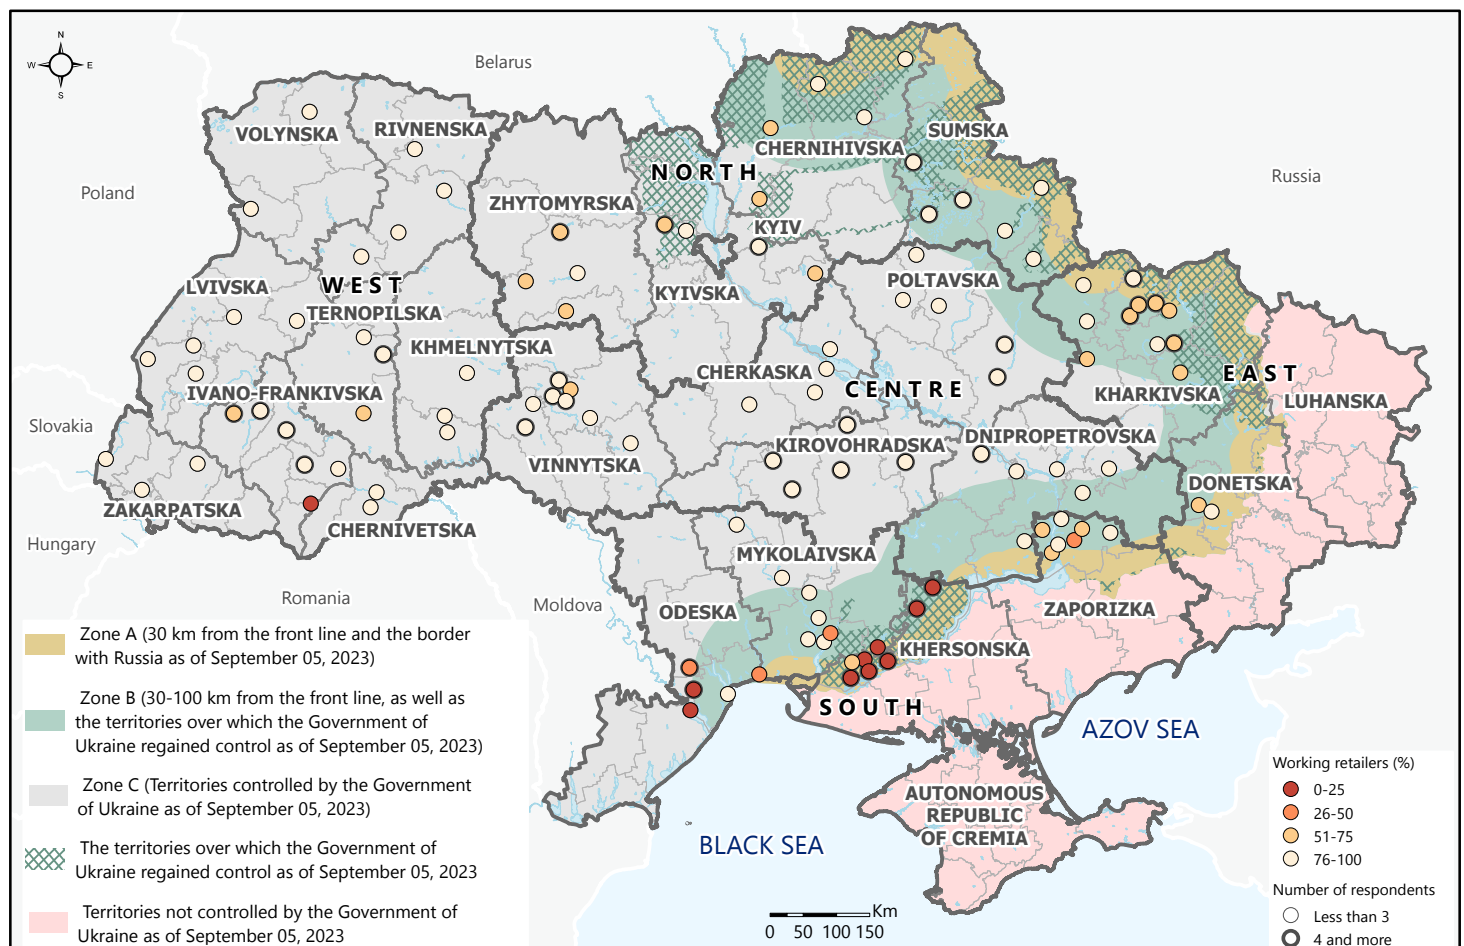 N
W E
S
Belarus
Poland
Russia
Slovakia
Hungary
Romania
Moldova
VOLYNSKA
RIVNENSKA
ZHYTOMYRSKA
NORTH
CHERNIHIVSKA
SUMSKA
KYIV
KYIVSKA
LVIVSKA
WEST
TERNOPILSKA
KHMELNYTSKA
POLTAVSKA
CHERKASKA
CENTRE
KHARKIVSKA
EAST
LUHANSKA
IVANO-FRANKIVSKA
VINNYTSKA
KIROVOHRADSKA
DNIPROPETROVSKA
DONETSKA
ZAKARPATSKA
CHERNIVETSKA
MYKOLAIVSKA
ODESKA
ZAPORIZKA
KHERSONSKA
SOUTH
AZOV SEA
BLACK SEA
AUTONOMOUS
REPUBLIC
OF CREMIA
Zone A (30 km from the front line and the border
with Russia as of September 05, 2023)
Zone B (30-100 km from the front line, as well as
the territories over which the Government of
Ukraine regained control as of September 05, 2023)
Zone C (Territories controlled by the Government
of Ukraine as of September 05, 2023)
The territories over which the Government of
Ukraine regained control as of September 05, 2023
Territories not controlled by the Government of
Ukraine as of September 05, 2023
Km
0 50 100 150
Working retailers (%)
0-25
26-50
51-75
76-100
Number of respondents
Less than 3
4 and more